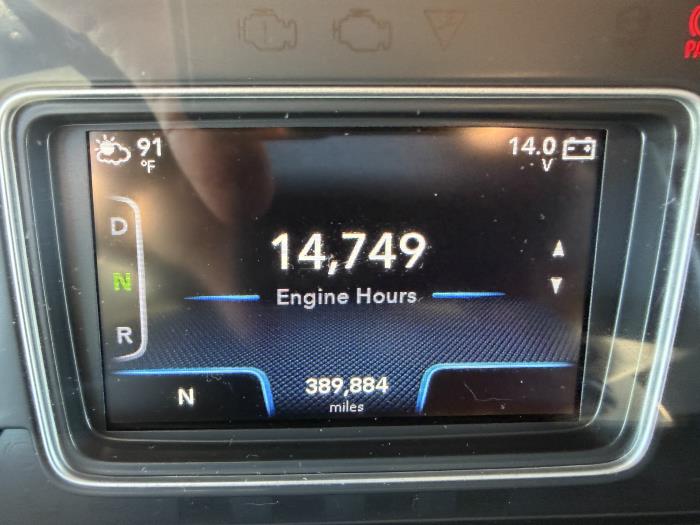 91
°F
14.0
V
D
N
R
14,749
Engine Hours
N
389,884
miles